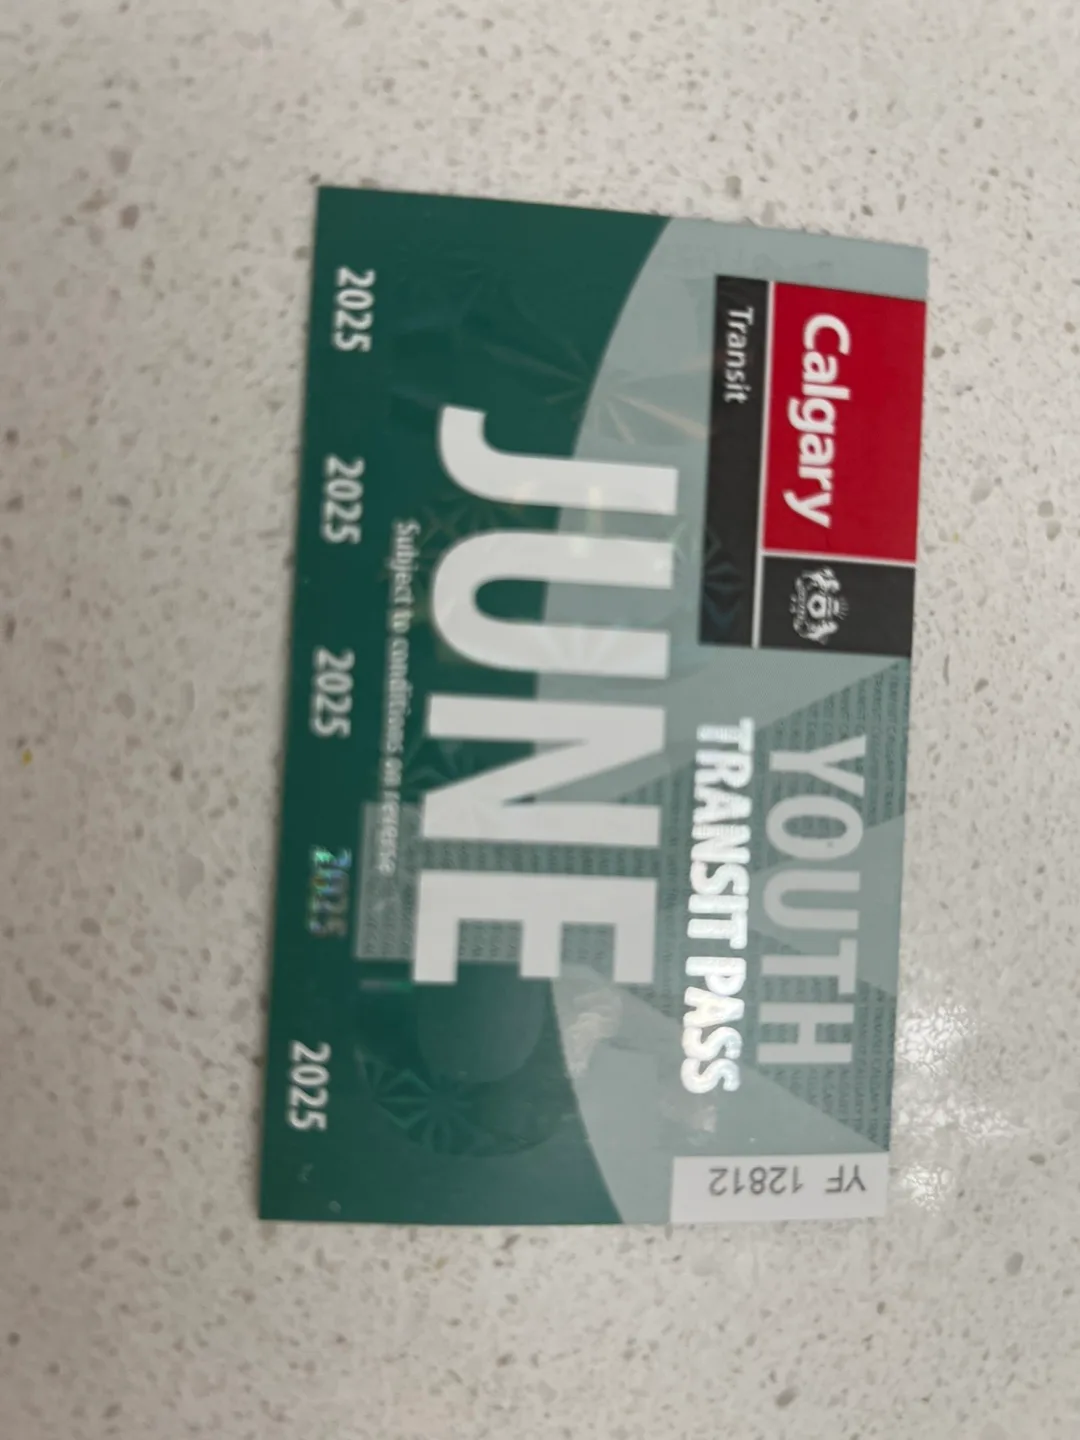 Calgary
Transit
YOUTH
TRANSIT PASS
YF 12812
JUNE
Subject to conditions on reverse
2025 2025 2025 2025 2025